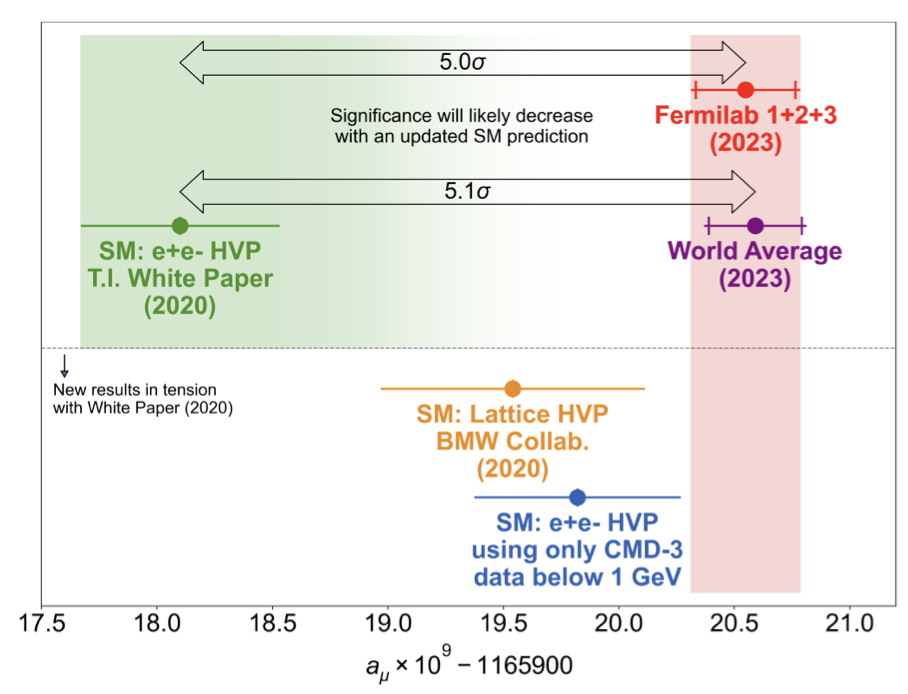 5.0σ
Significance will likely decrease
with an updated SM prediction
Fermilab 1+2+3
(2023)
5.1σ
SM: e+e- HVP
T.I. White Paper
(2020)
World Average
(2023)
New results in tension
with White Paper (2020)
SM: Lattice HVP
BMW Collab.
(2020)
SM: e+e- HVP
using only CMD-3
data below 1 GeV
17.5 18.0 18.5 19.0 19.5 20.0 20.5 21.0
aμ × 10⁹ − 1165900